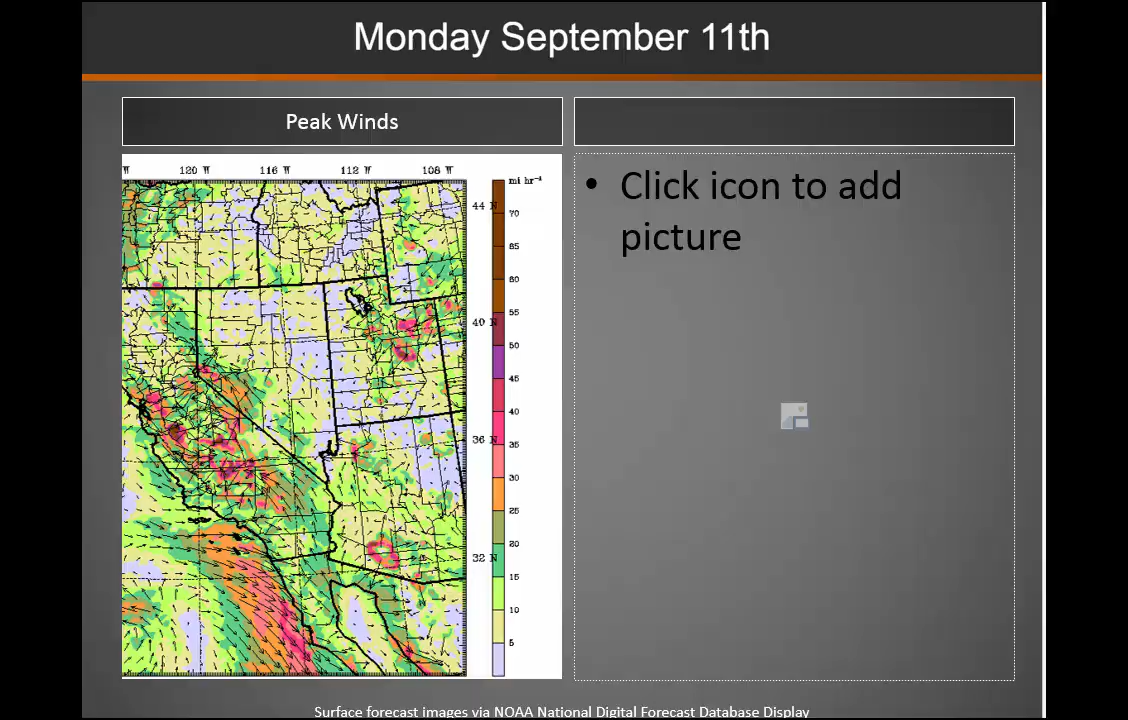 Monday September 11th
Peak Winds
W 120 W 116 W 112 W 108 W
mi hr⁻¹
44 N
70
65
60
55
40 N
50
45
40
36 N
35
30
25
20
32 N
15
10
5
• Click icon to add
picture
Surface forecast images via NOAA National Digital Forecast Database Display